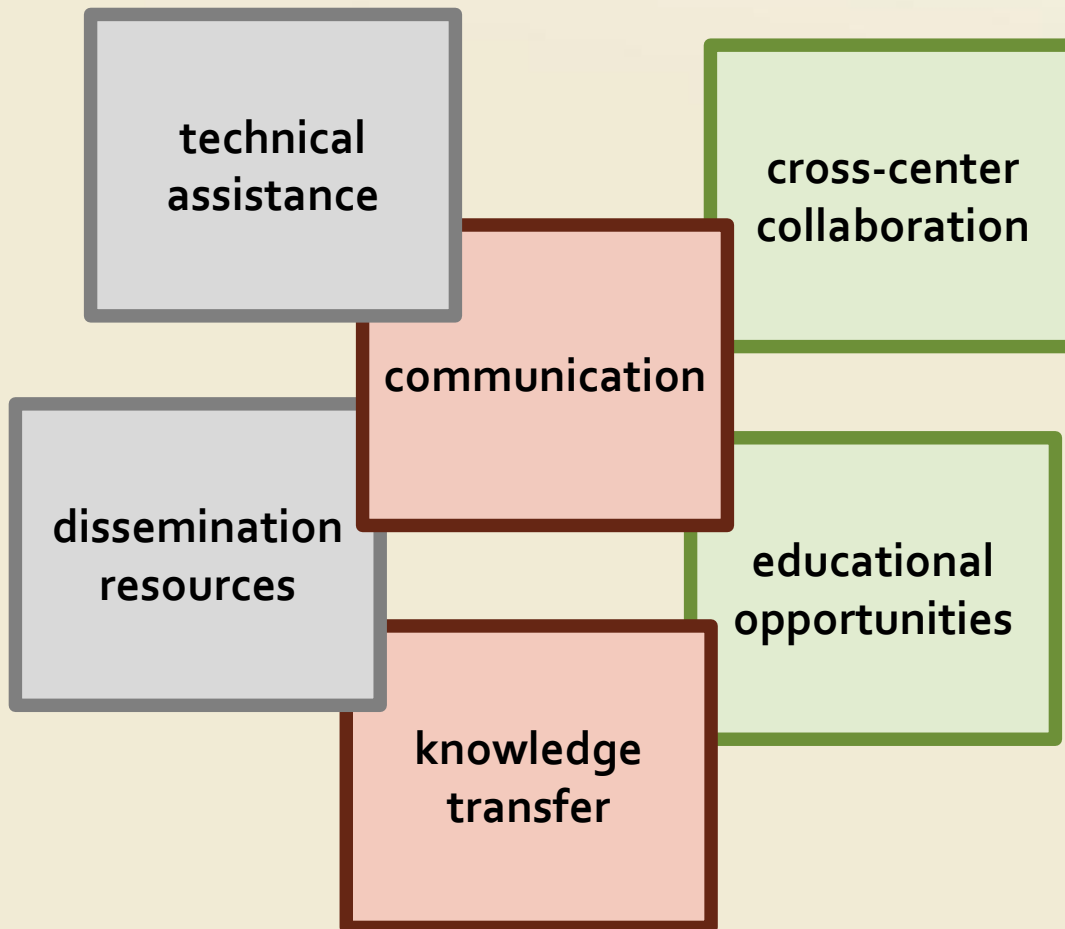 technical
assistance
cross-center
collaboration
communication
dissemination
resources
educational
opportunities
knowledge
transfer